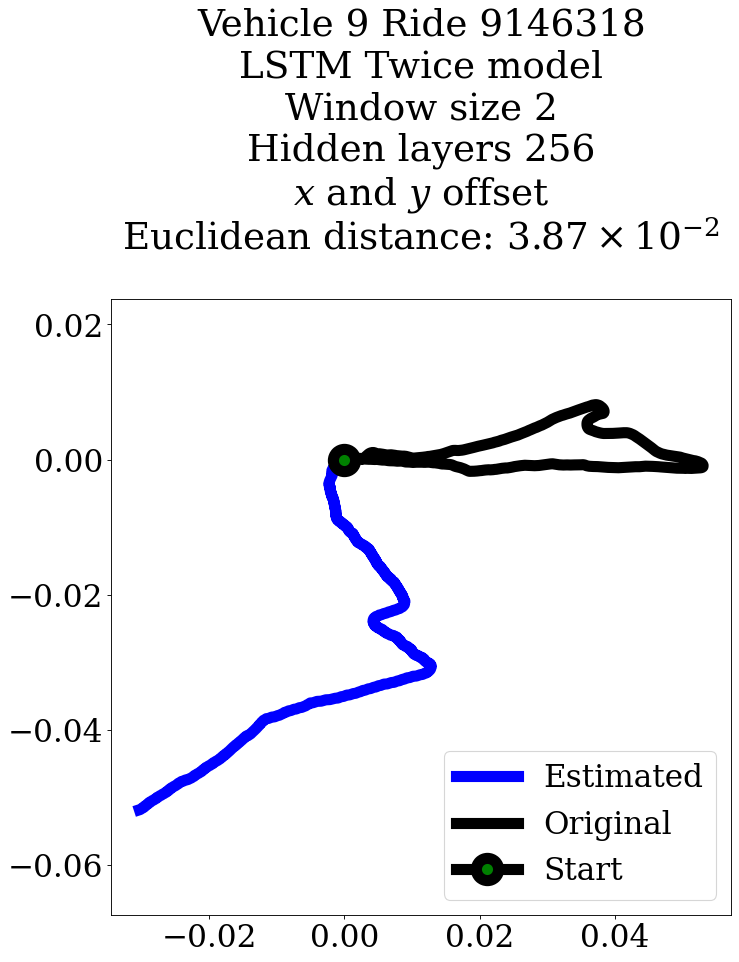 Vehicle 9 Ride 9146318
LSTM Twice model
Window size 2
Hidden layers 256
x and y offset
Euclidean distance: 3.87 × 10⁻²
0.02
0.00
−0.02
−0.04
−0.06
Estimated
Original
Start
−0.02 0.00 0.02 0.04